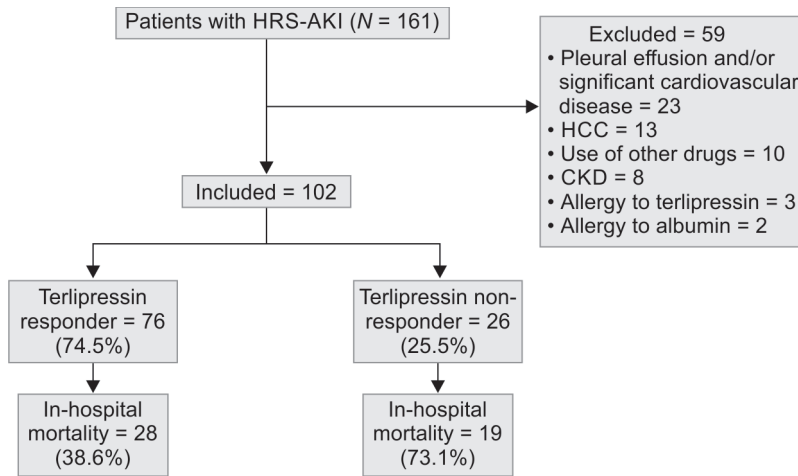 Patients with HRS-AKI (N = 161)
Excluded = 59
• Pleural effusion and/or
significant cardiovascular
disease = 23
• HCC = 13
• Use of other drugs = 10
• CKD = 8
• Allergy to terlipressin = 3
• Allergy to albumin = 2
Included = 102
Terlipressin
responder = 76
(74.5%)
Terlipressin non-
responder = 26
(25.5%)
In-hospital
mortality = 28
(38.6%)
In-hospital
mortality = 19
(73.1%)